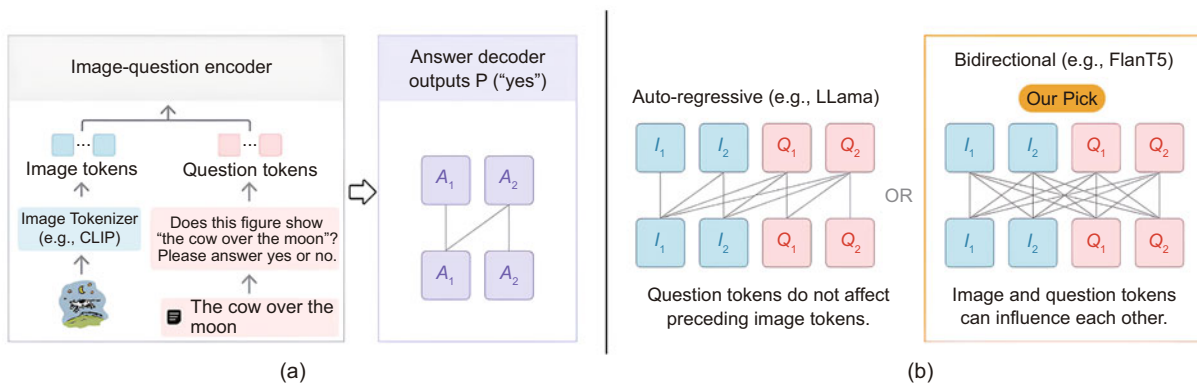 Image-question encoder
Image tokens
Question tokens
Image Tokenizer
(e.g., CLIP)
Does this figure show
“the cow over the moon”?
Please answer yes or no.
The cow over the
moon
Answer decoder
outputs P (“yes”)
A1 A2
A1 A2
(a)
Auto-regressive (e.g., LLama)
I1 I2 Q1 Q2
I1 I2 Q1 Q2
Question tokens do not affect
preceding image tokens.
OR
Bidirectional (e.g., FlanT5)
Our Pick
I1 I2 Q1 Q2
I1 I2 Q1 Q2
Image and question tokens
can influence each other.
(b)